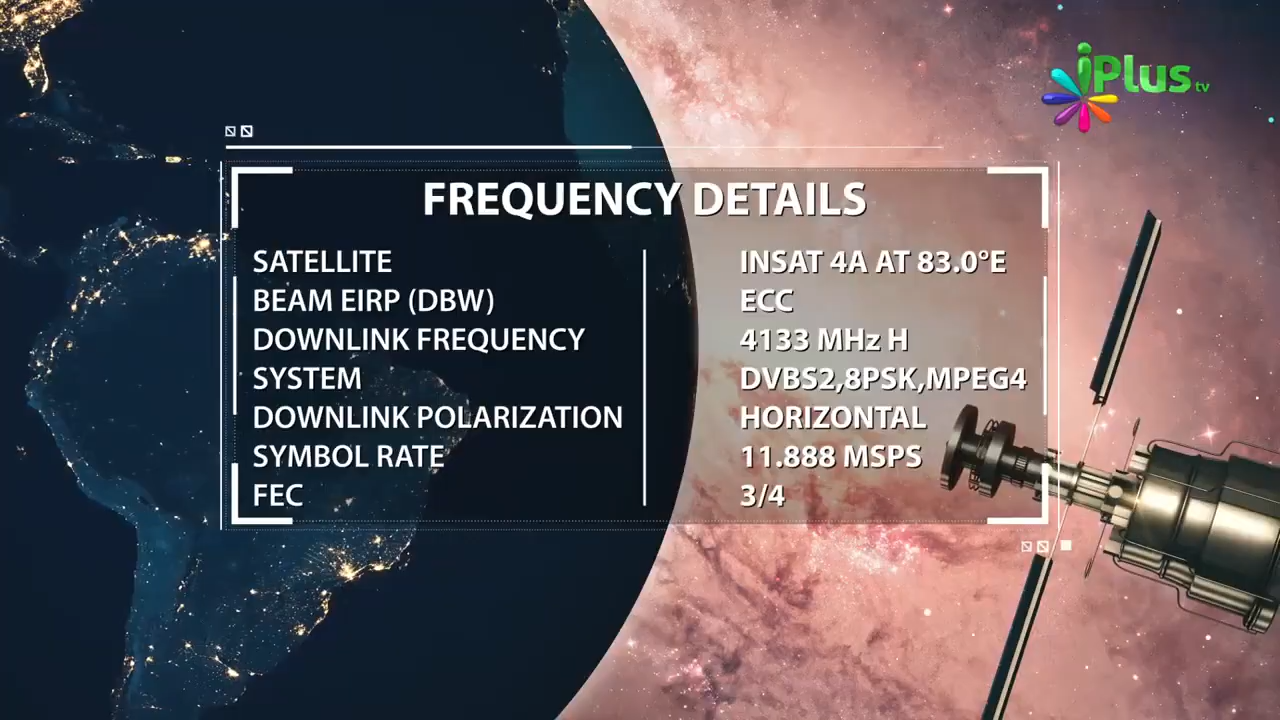 iPlus tv
FREQUENCY DETAILS
SATELLITE INSAT 4A AT 83.0°E
BEAM EIRP (DBW) ECC
DOWNLINK FREQUENCY 4133 MHz H
SYSTEM DVBS2,8PSK,MPEG4
DOWNLINK POLARIZATION HORIZONTAL
SYMBOL RATE 11.888 MSPS
FEC 3/4